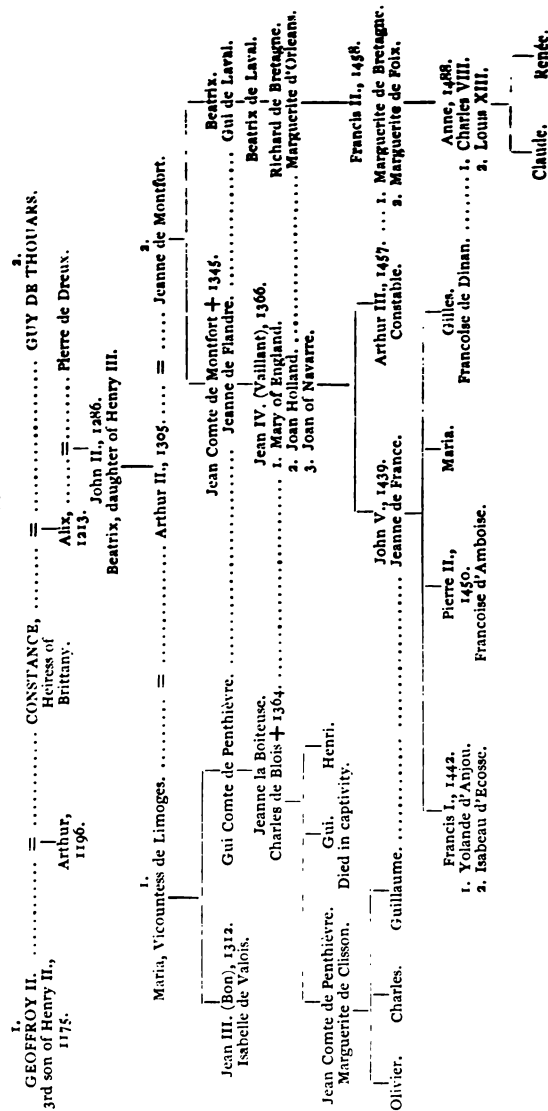 1.
GEOFFROY II. ........ = ........ CONSTANCE, ........ = ........ GUY DE THOUARS.
2.
3rd son of Henry II.,
1175.
Heiress of
Brittany.
Arthur,
1196.
Alix, ...... = ...... Pierre de Dreux.
1213.
John II., 1286.
Beatrix, daughter of Henry III.
1.
Maria, Vicountess de Limoges. ...... = ...... Arthur II., 1305. ...... = ...... Jeanne de Montfort.
2.
Jean III. (Bon), 1312.
Isabelle de Valois.
Gui Comte de Penthièvre.
Jean Comte de Montfort + 1345.
Jeanne de Flandre.
Beatrix.
Gui de Laval.
Jeanne la Boiteuse.
Charles de Blois + 1364.
Jean IV. (Vaillant), 1366.
1. Mary of England.
2. Joan Holland.
3. Joan of Navarre.
Beatrix de Laval.
Richard de Bretagne.
Marguerite d'Orleans.
Jean Comte de Penthièvre.
Marguerite de Clisson.
Gui.
Died in captivity.
Henri.
Olivier.
Charles.
Guillaume.
John V., 1439.
Jeanne de France.
Arthur III., 1457.
Constable.
Francis II., 1458.
1. Marguerite de Bretagne.
2. Marguerite de Foix.
Francis I., 1442.
1. Yolande d'Anjou.
2. Isabeau d'Ecosse.
Pierre II.,
1450.
Francoise d'Amboise.
Maria.
Gilles.
Francoise de Dinan.
Anne, 1488.
1. Charles VIII.
2. Louis XIII.
Claude.
Renée.